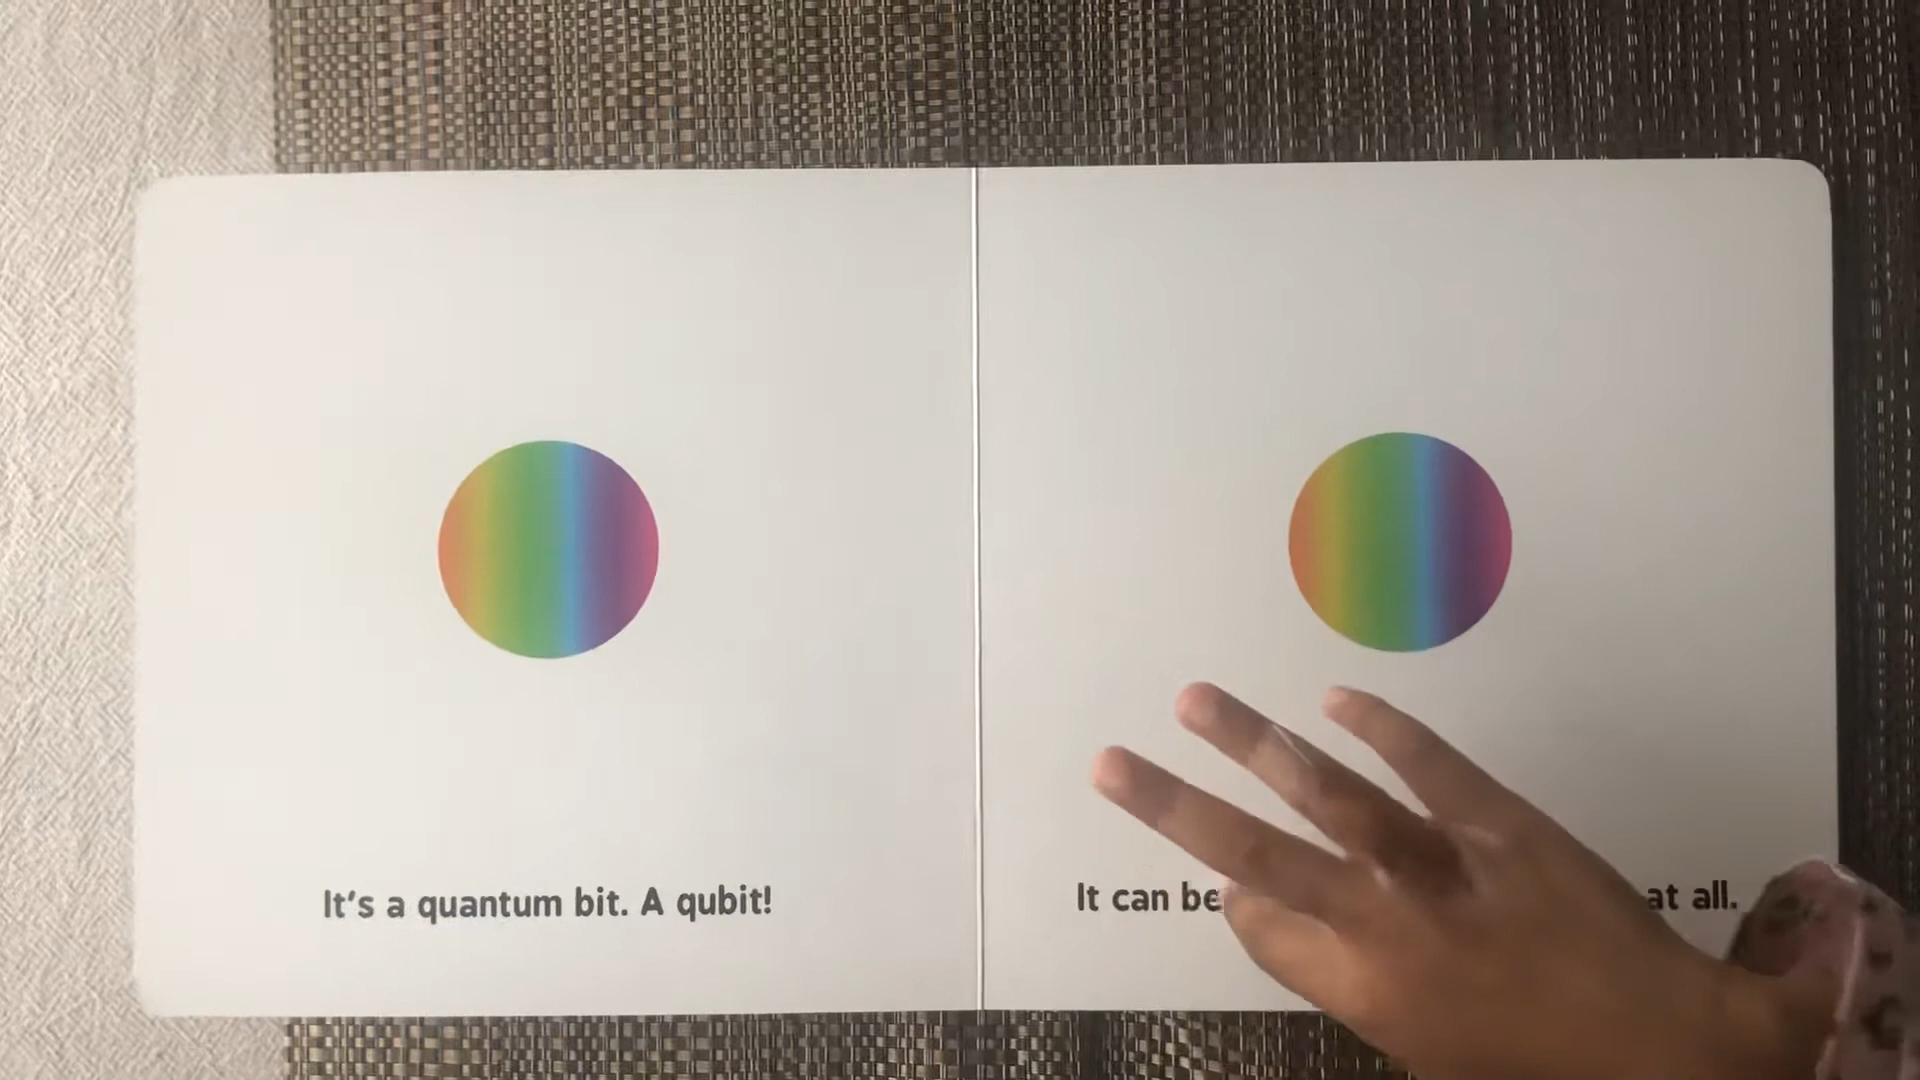 It's a quantum bit. A qubit!
It can be at all.